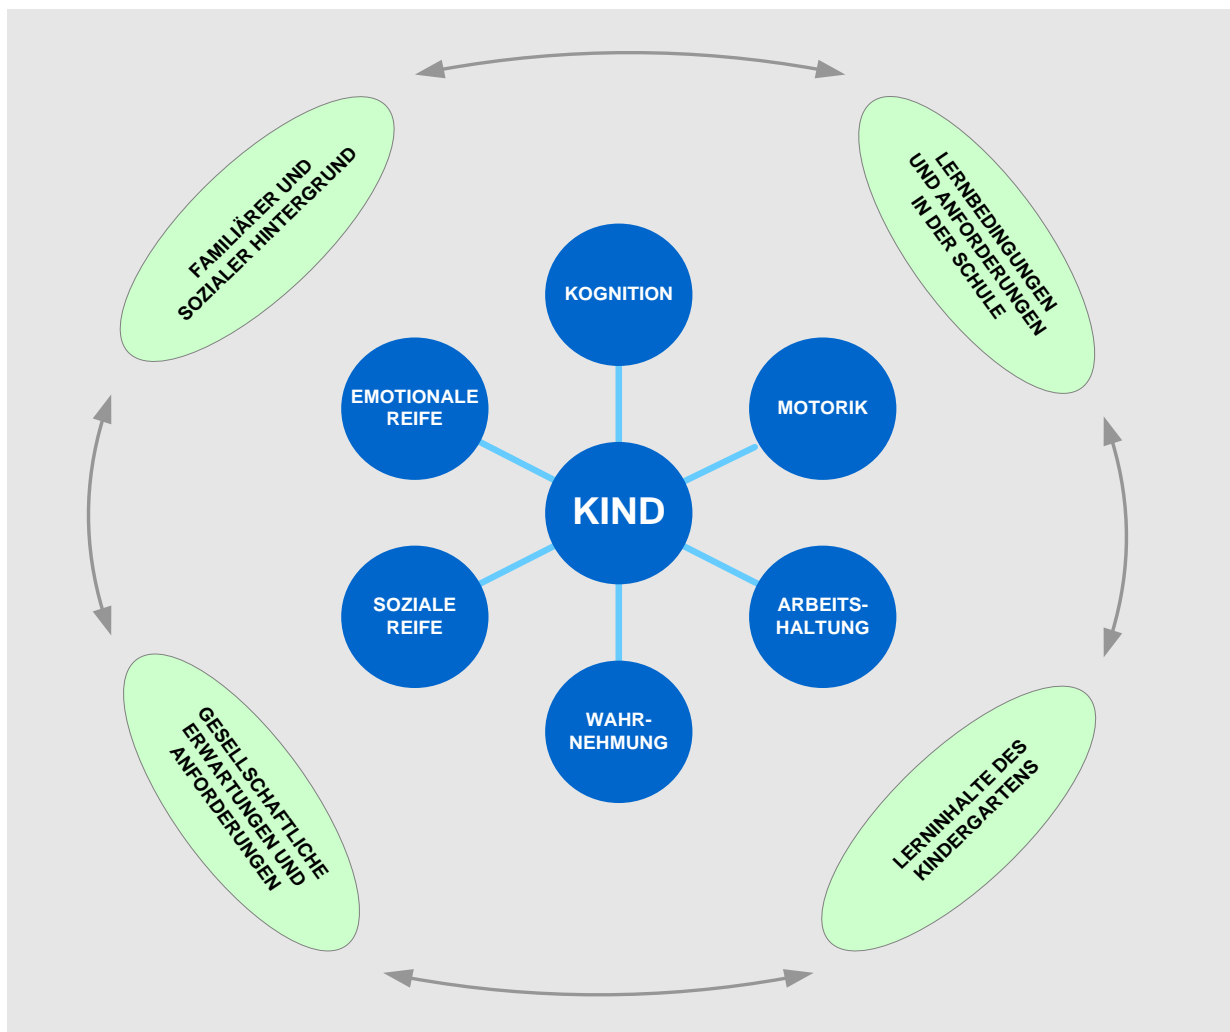 FAMILIÄRER UND
SOZIALER HINTERGRUND
LERNBEDINGUNGEN
UND ANFORDERUNGEN
IN DER SCHULE
KOGNITION
EMOTIONALE
REIFE
MOTORIK
KIND
SOZIALE
REIFE
ARBEITS-
HALTUNG
WAHR-
NEHMUNG
GESELLSCHAFTLICHE
ERWARTUNGEN UND
ANFORDERUNGEN
LERNINHALTE DES
KINDERGARTENS